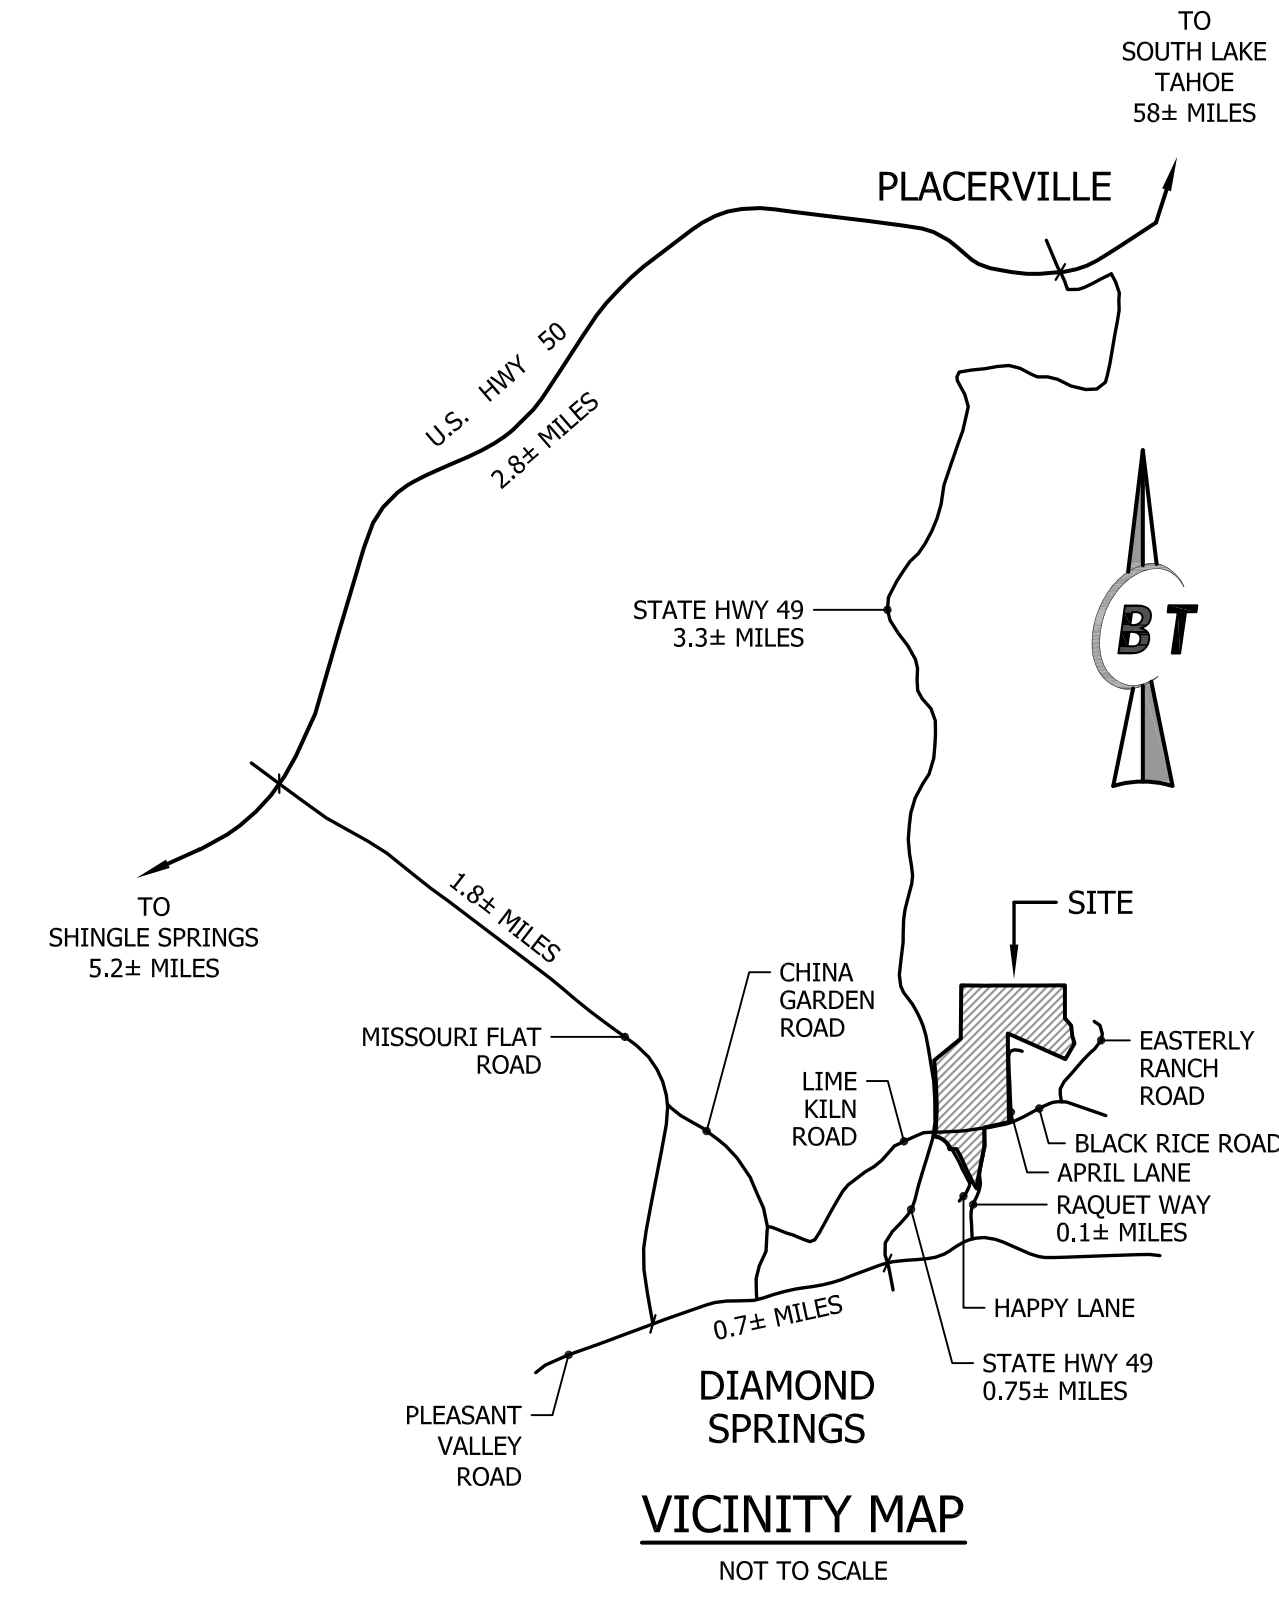 TO
SOUTH LAKE
TAHOE
58± MILES
PLACERVILLE
U.S. HWY 50
2.8± MILES
STATE HWY 49
3.3± MILES
BT
TO
SHINGLE SPRINGS
5.2± MILES
1.8± MILES
SITE
CHINA
GARDEN
ROAD
MISSOURI FLAT
ROAD
EASTERLY
RANCH
ROAD
LIME
KILN
ROAD
BLACK RICE ROAD
APRIL LANE
RAQUET WAY
0.1± MILES
HAPPY LANE
0.7± MILES
STATE HWY 49
0.75± MILES
DIAMOND
SPRINGS
PLEASANT
VALLEY
ROAD
VICINITY MAP
NOT TO SCALE